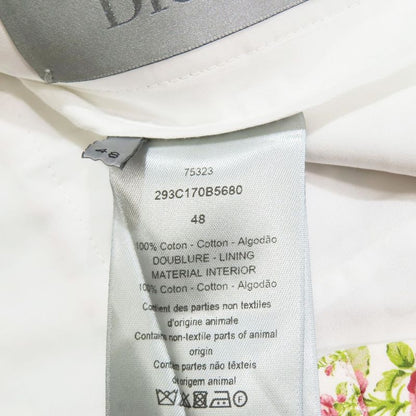 DIO
48
75323
293C170B5680
48
100% Coton - Cotton - Algodão
DOUBLURE - LINING
MATERIAL INTERIOR
100% Coton - Cotton - Algodão
Contient des parties non textiles
d'origine animale
Contains non-textile parts of animal
origin
Contém partes não têxteis
de origem animal